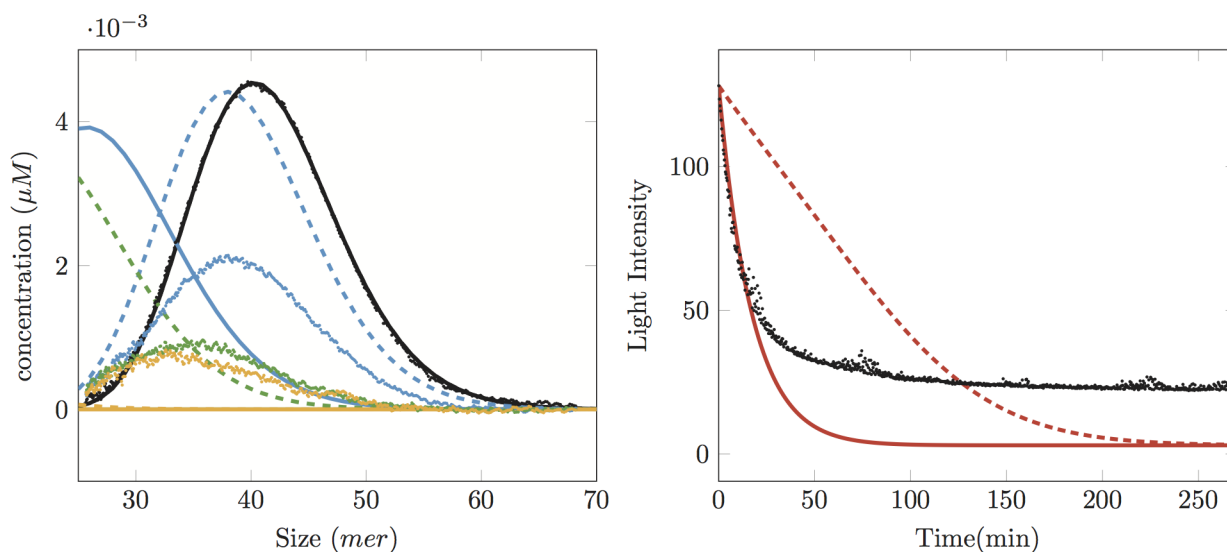 ·10−3
4
2
0
concentration (μM)
30 40 50 60 70
Size (mer)
100
50
0
Light Intensity
0 50 100 150 200 250
Time(min)